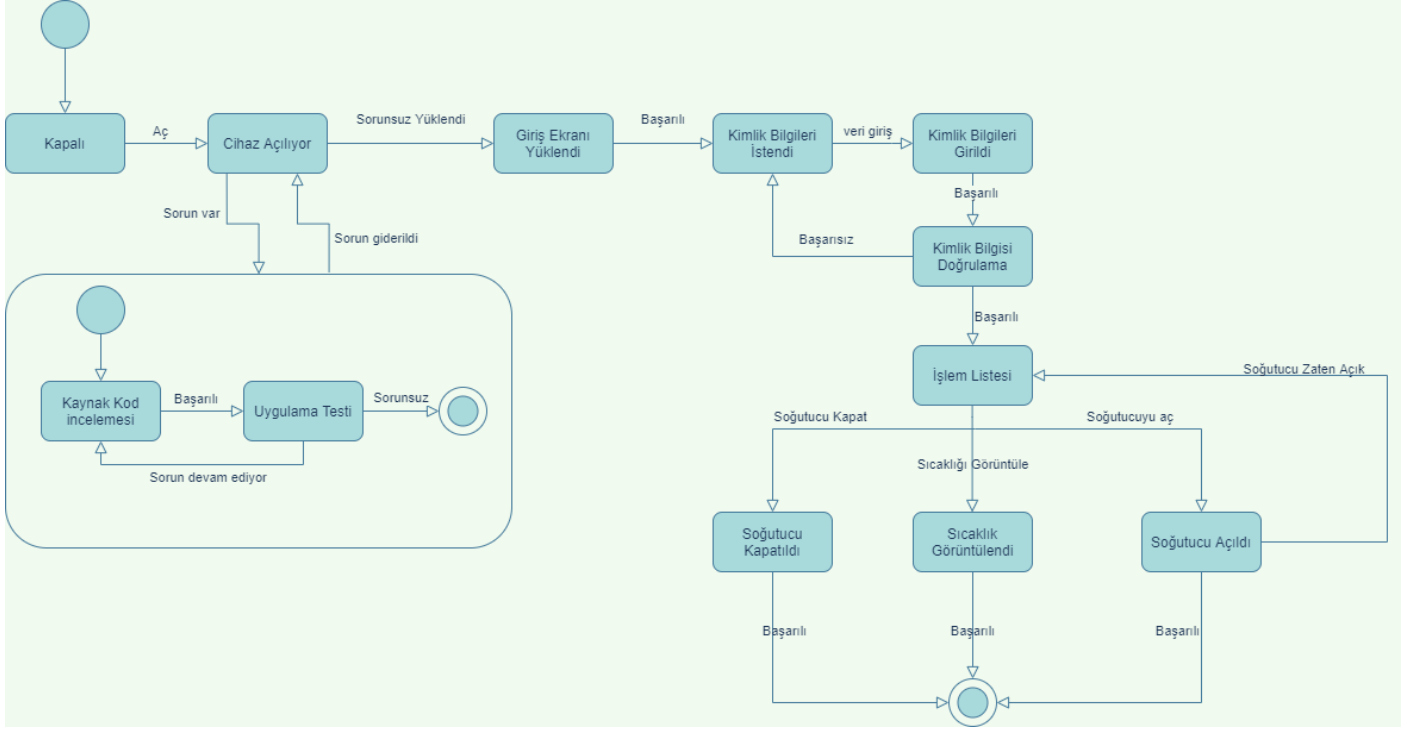 Kapalı
Aç
Cihaz Açılıyor
Sorunsuz Yüklendi
Giriş Ekranı
Yüklendi
Başarılı
Kimlik Bilgileri
İstendi
veri giriş
Kimlik Bilgileri
Girildi
Sorun var
Sorun giderildi
Başarılı
Başarısız
Kimlik Bilgisi
Doğrulama
Başarılı
Kaynak Kod
incelemesi
Başarılı
Uygulama Testi
Sorunsuz
Sorun devam ediyor
İşlem Listesi
Soğutucu Zaten Açık
Soğutucu Kapat
Sıcaklığı Görüntüle
Soğutucuyu aç
Soğutucu
Kapatıldı
Sıcaklık
Görüntülendi
Soğutucu Açıldı
Başarılı
Başarılı
Başarılı